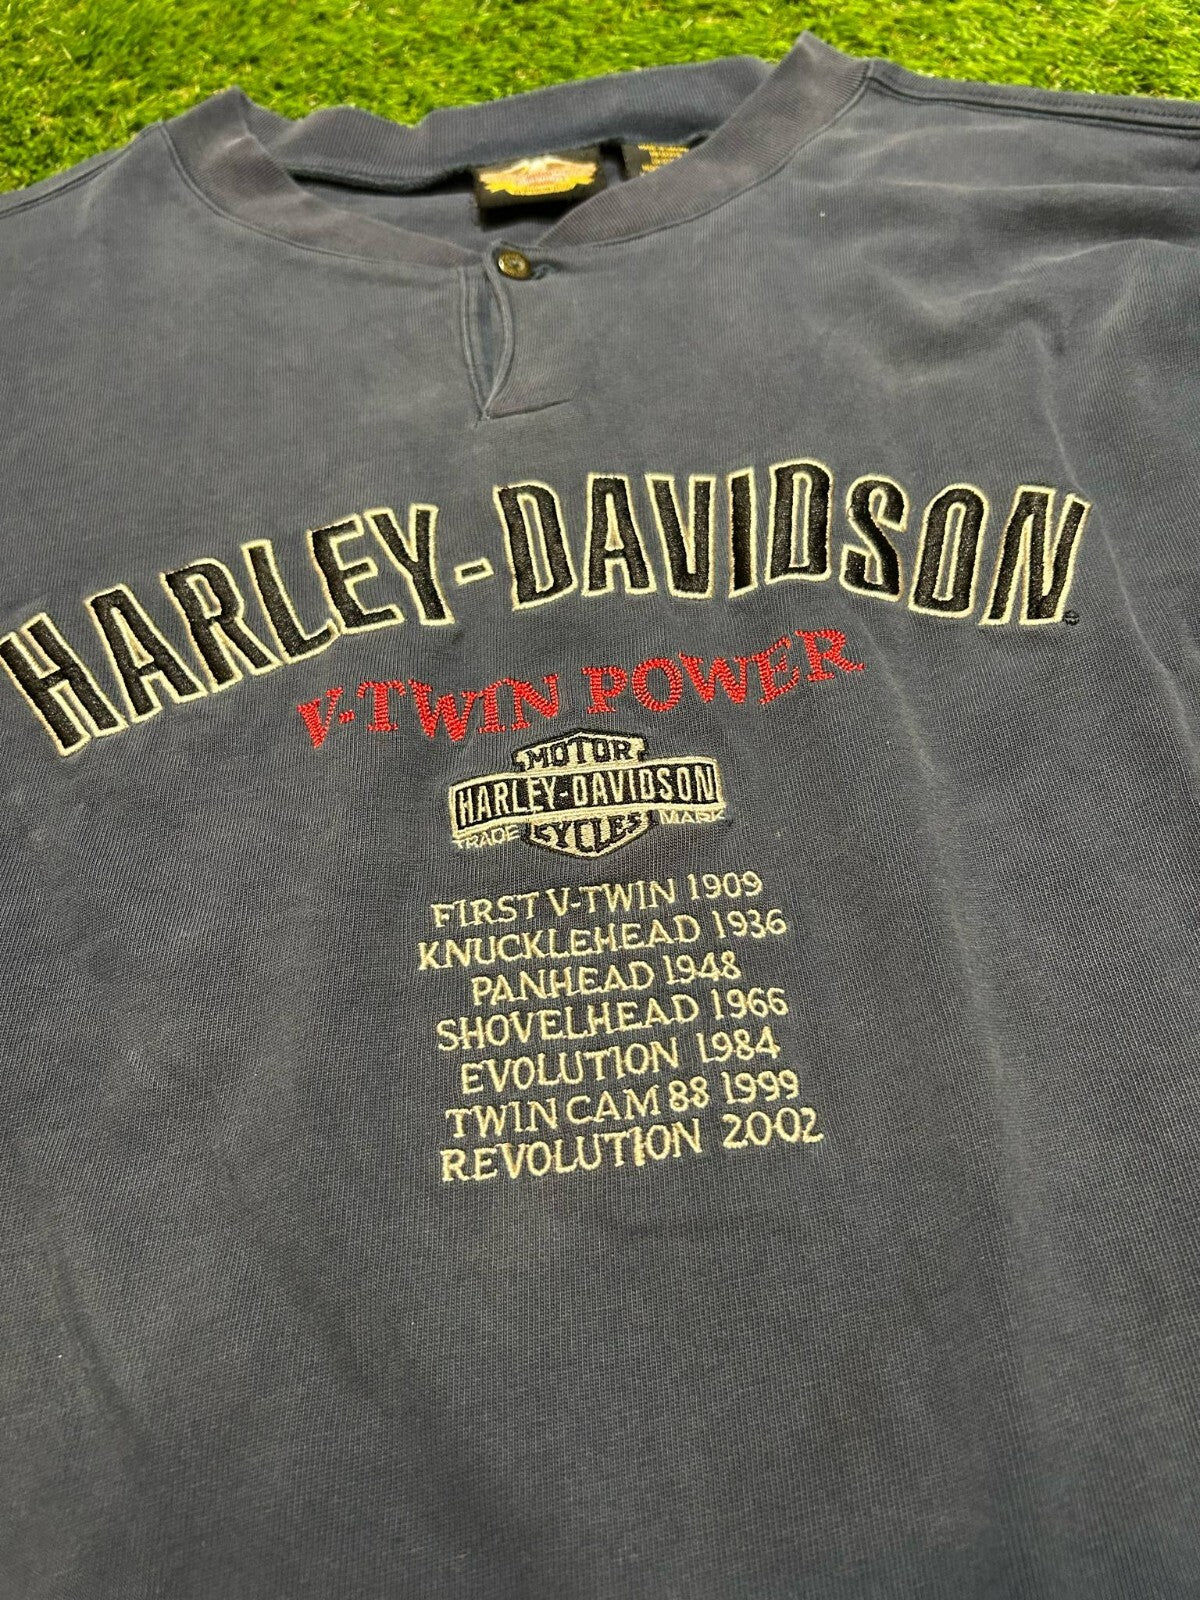 HARLEY-DAVIDSON®
V-TWIN POWER
MOTOR
HARLEY-DAVIDSON
TRADE MARK
CYCLES
FIRST V-TWIN 1909
KNUCKLEHEAD 1936
PANHEAD 1948
SHOVELHEAD 1966
EVOLUTION 1984
TWIN CAM 88 1999
REVOLUTION 2002